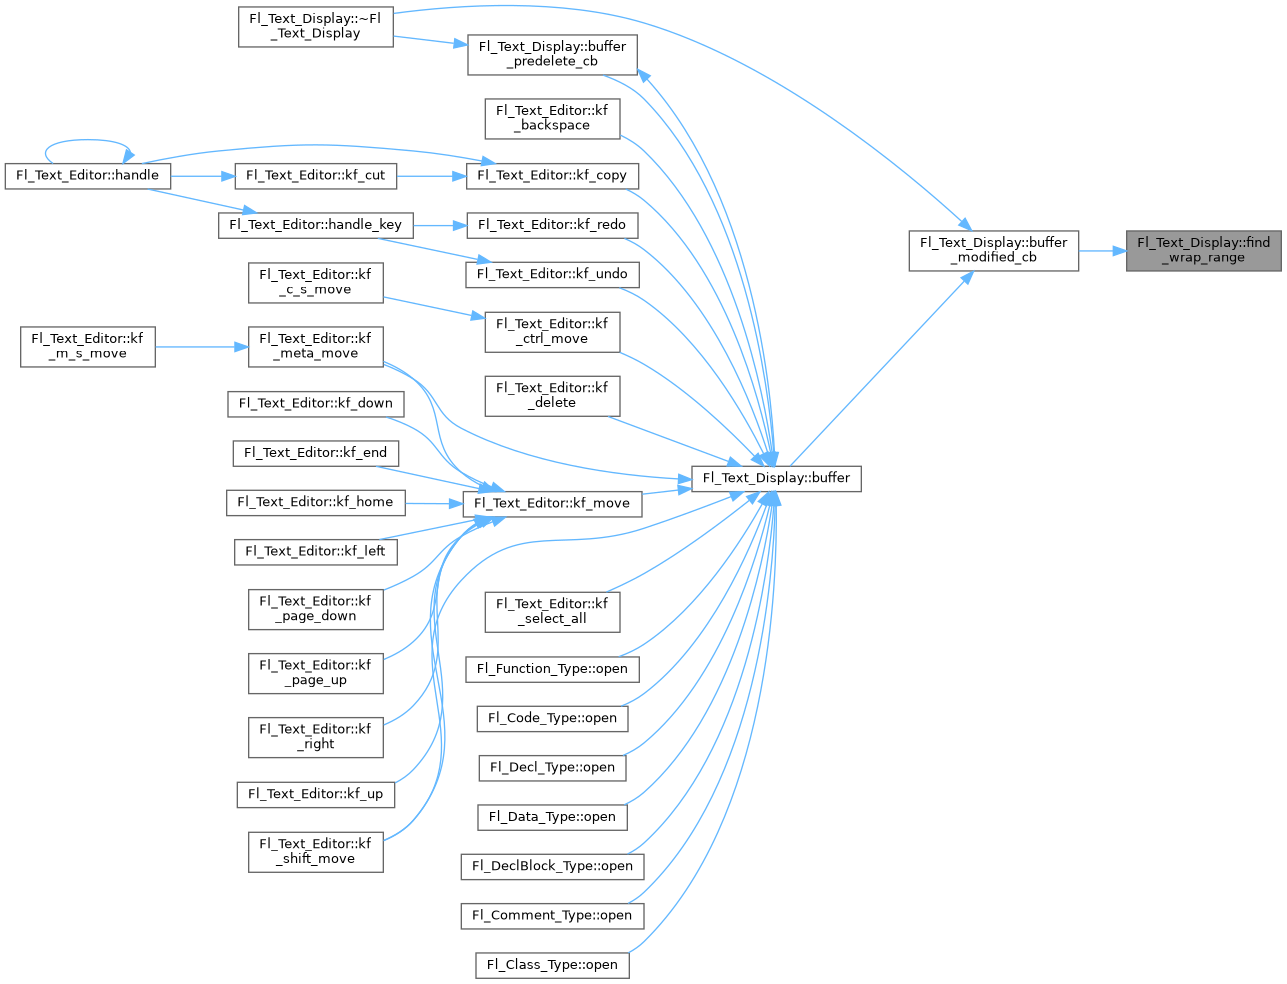 Fl_Text_Display::~Fl
_Text_Display
Fl_Text_Display::buffer
_predelete_cb
Fl_Text_Editor::kf
_backspace
Fl_Text_Editor::handle
Fl_Text_Editor::kf_cut
Fl_Text_Editor::kf_copy
Fl_Text_Editor::handle_key
Fl_Text_Editor::kf_redo
Fl_Text_Display::buffer
_modified_cb
Fl_Text_Display::find
_wrap_range
Fl_Text_Editor::kf
_c_s_move
Fl_Text_Editor::kf_undo
Fl_Text_Editor::kf
_ctrl_move
Fl_Text_Editor::kf
_m_s_move
Fl_Text_Editor::kf
_meta_move
Fl_Text_Editor::kf
_delete
Fl_Text_Editor::kf_down
Fl_Text_Editor::kf_end
Fl_Text_Display::buffer
Fl_Text_Editor::kf_home
Fl_Text_Editor::kf_move
Fl_Text_Editor::kf_left
Fl_Text_Editor::kf
_page_down
Fl_Text_Editor::kf
_select_all
Fl_Text_Editor::kf
_page_up
Fl_Function_Type::open
Fl_Text_Editor::kf
_right
Fl_Code_Type::open
Fl_Decl_Type::open
Fl_Text_Editor::kf_up
Fl_Data_Type::open
Fl_Text_Editor::kf
_shift_move
Fl_DeclBlock_Type::open
Fl_Comment_Type::open
Fl_Class_Type::open